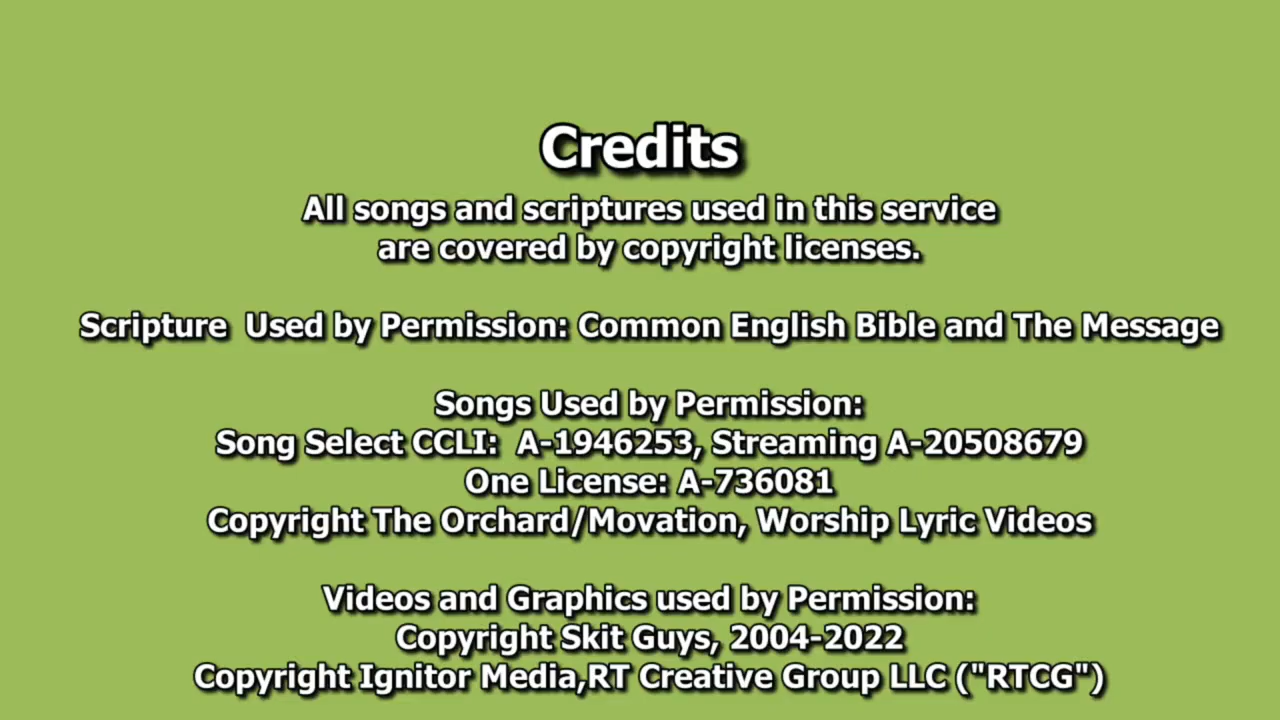 Credits
All songs and scriptures used in this service
are covered by copyright licenses.
Scripture  Used by Permission: Common English Bible and The Message
Songs Used by Permission:
Song Select CCLI:  A-1946253, Streaming A-20508679
One License: A-736081
Copyright The Orchard/Movation, Worship Lyric Videos
Videos and Graphics used by Permission:
Copyright Skit Guys, 2004-2022
Copyright Ignitor Media,RT Creative Group LLC ("RTCG")